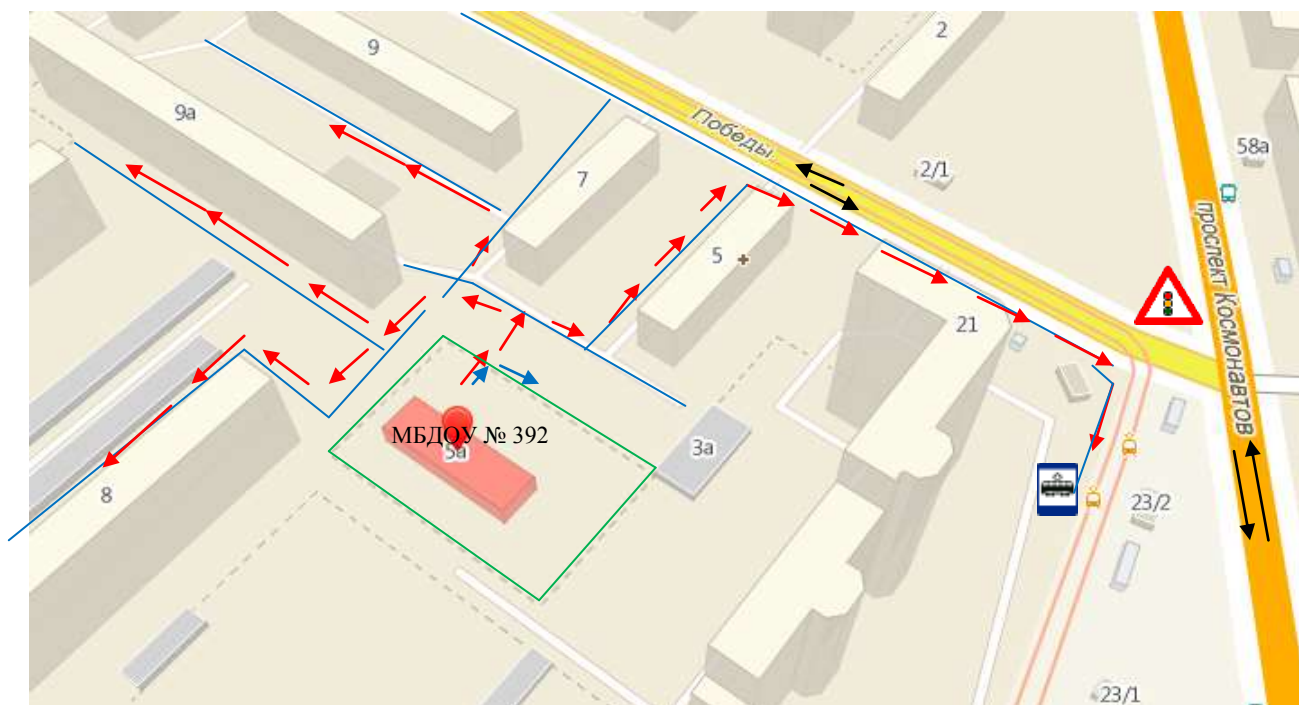 9
2
9а
Победы
58а
2/1
7
проспект Космонавтов
5
21
МБДОУ № 392
5а
3а
8
23/2
23/1